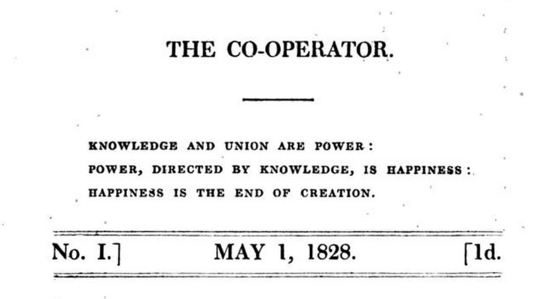 THE CO-OPERATOR.
KNOWLEDGE AND UNION ARE POWER:
POWER, DIRECTED BY KNOWLEDGE, IS HAPPINESS:
HAPPINESS IS THE END OF CREATION.
No. I.] MAY 1, 1828. [1d.